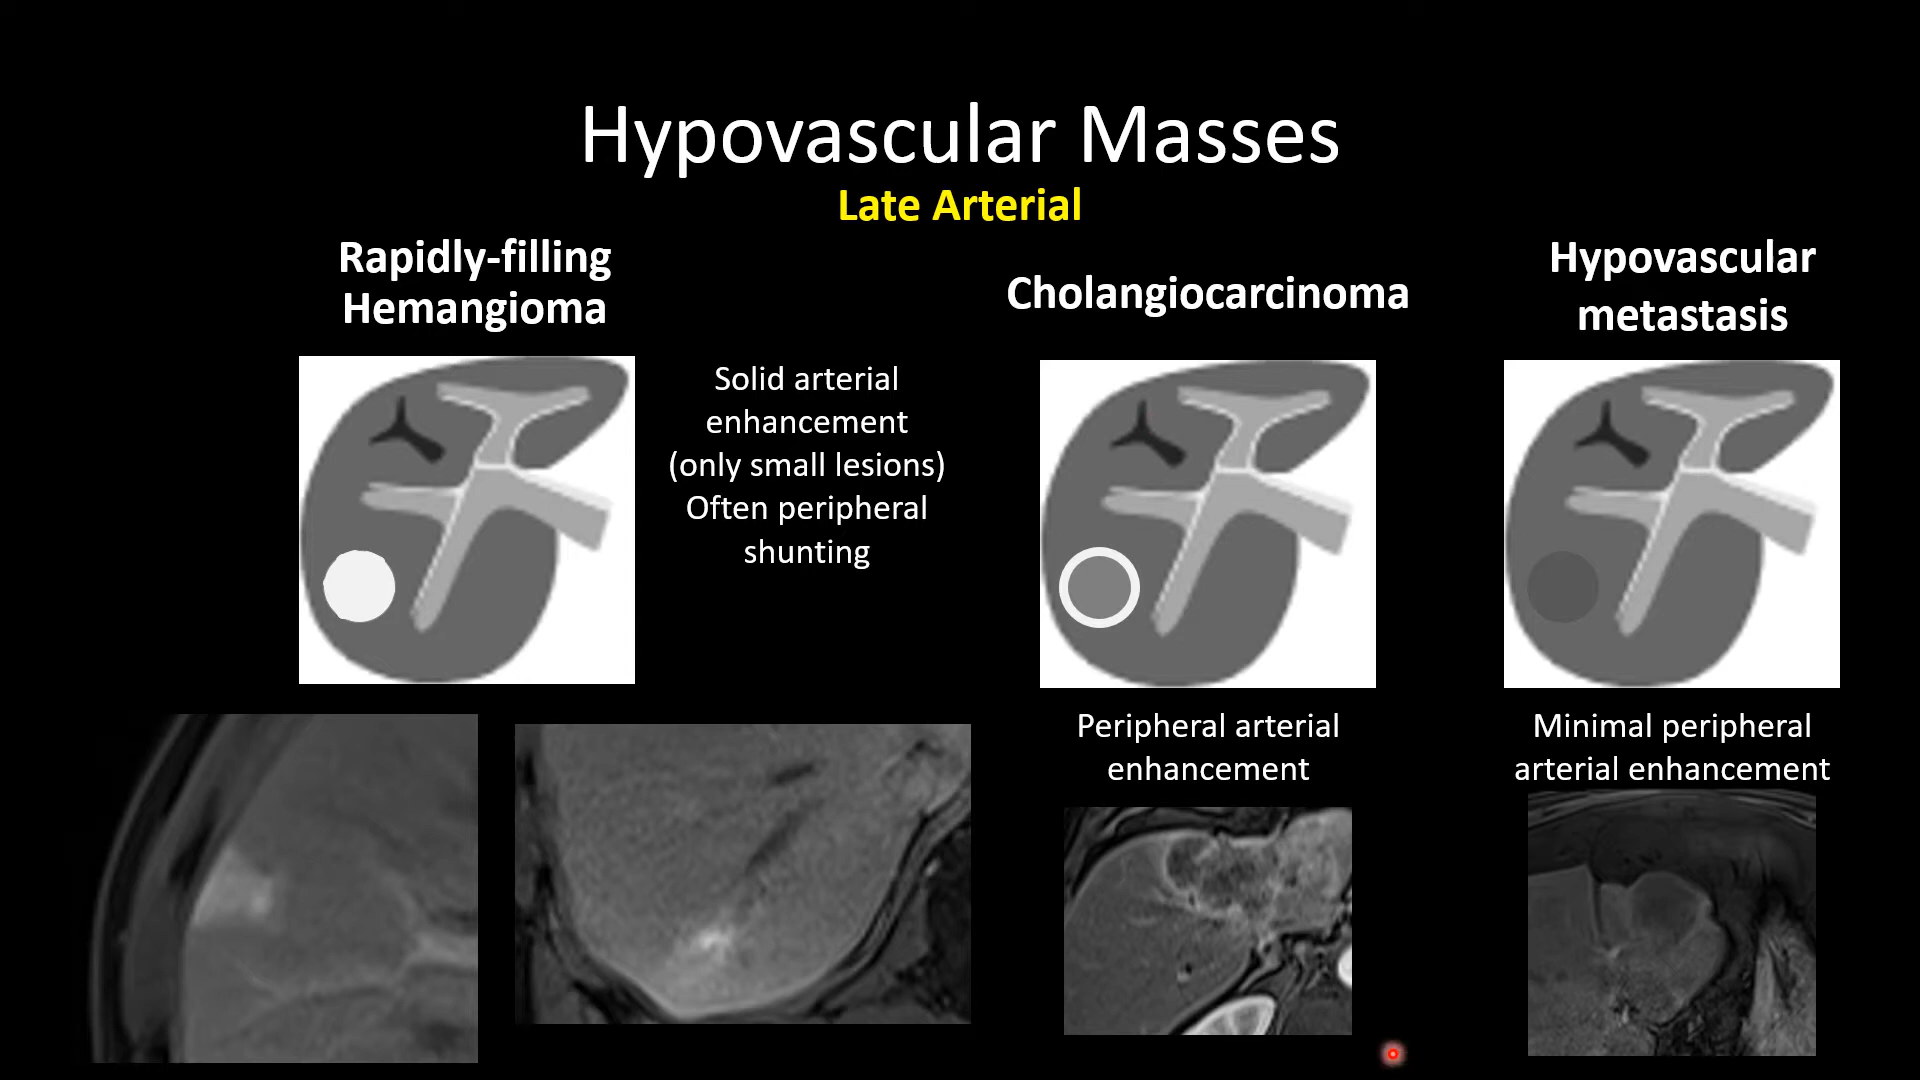 Hypovascular Masses
Late Arterial
Rapidly-filling
Hemangioma
Solid arterial
enhancement
(only small lesions)
Often peripheral
shunting
Cholangiocarcinoma
Peripheral arterial
enhancement
Hypovascular
metastasis
Minimal peripheral
arterial enhancement